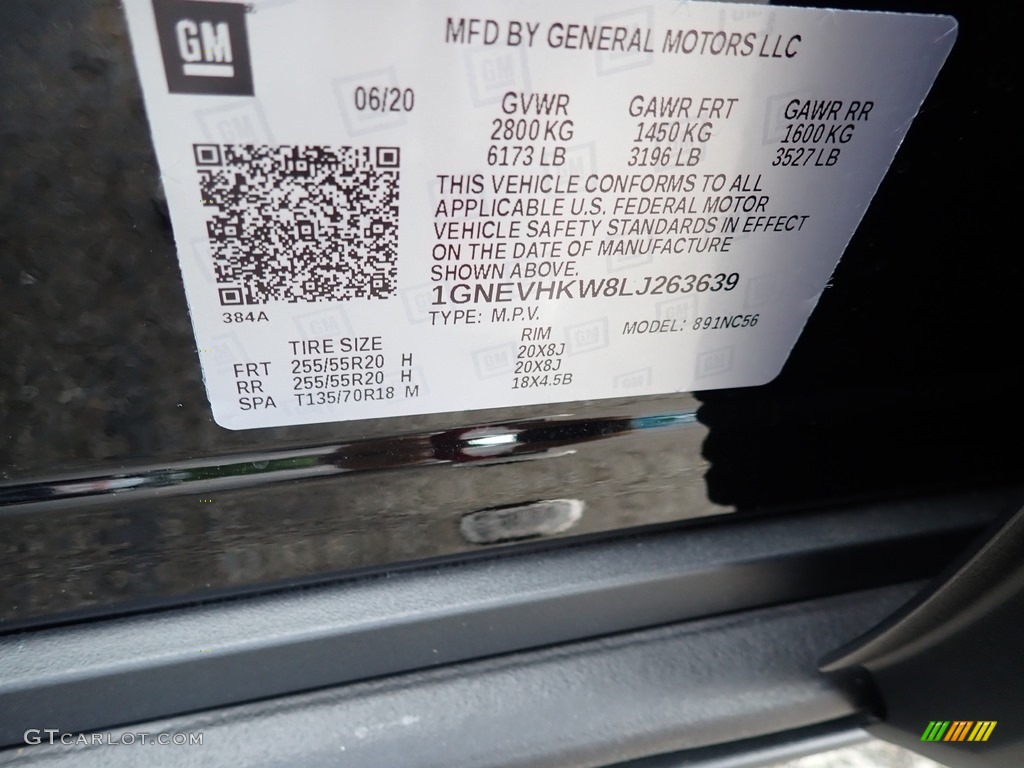 GM
MFD BY GENERAL MOTORS LLC
06/20
GVWR GAWR FRT GAWR RR
2800 KG 1450 KG 1600 KG
6173 LB 3196 LB 3527 LB
THIS VEHICLE CONFORMS TO ALL
APPLICABLE U.S. FEDERAL MOTOR
VEHICLE SAFETY STANDARDS IN EFFECT
ON THE DATE OF MANUFACTURE
SHOWN ABOVE.
1GNEVHKW8LJ263639
384A
TYPE: M.P.V. MODEL: 891NC56
TIRE SIZE RIM
FRT 255/55R20 H 20X8J
RR 255/55R20 H 20X8J
SPA T135/70R18 M 18X4.5B
GTCARLOT.COM